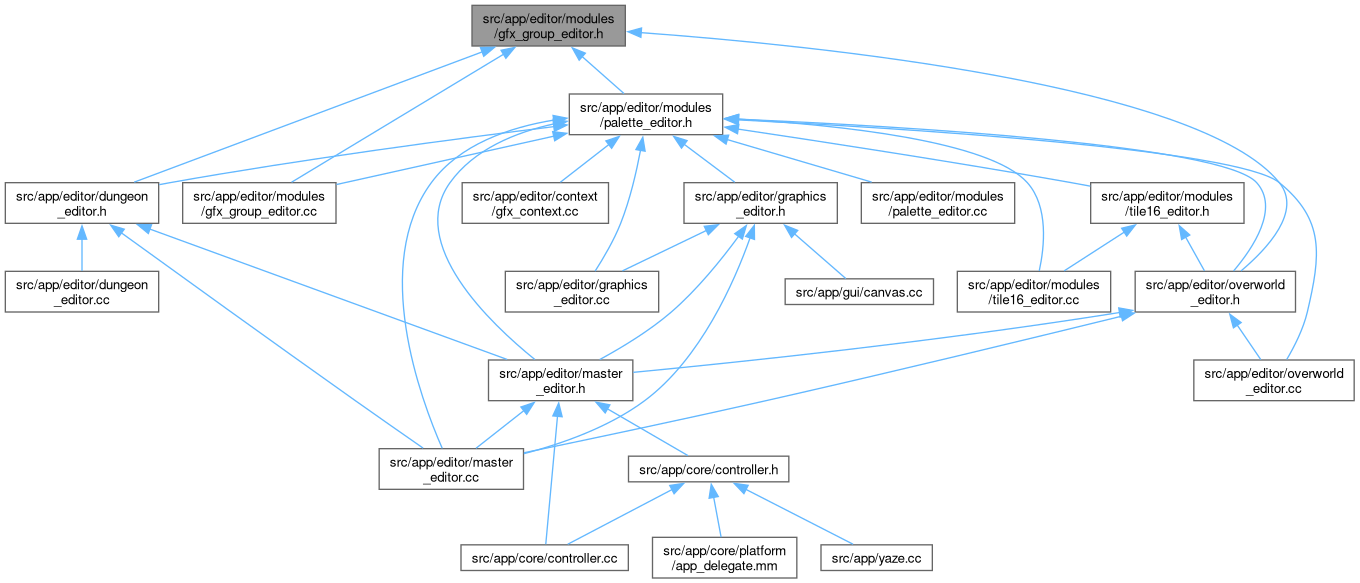 src/app/editor/modules
/gfx_group_editor.h
src/app/editor/modules
/palette_editor.h
src/app/editor/dungeon
_editor.h
src/app/editor/modules
/gfx_group_editor.cc
src/app/editor/context
/gfx_context.cc
src/app/editor/graphics
_editor.h
src/app/editor/modules
/palette_editor.cc
src/app/editor/modules
/tile16_editor.h
src/app/editor/dungeon
_editor.cc
src/app/editor/graphics
_editor.cc
src/app/gui/canvas.cc
src/app/editor/modules
/tile16_editor.cc
src/app/editor/overworld
_editor.h
src/app/editor/master
_editor.h
src/app/editor/overworld
_editor.cc
src/app/editor/master
_editor.cc
src/app/core/controller.h
src/app/core/controller.cc
src/app/core/platform
/app_delegate.mm
src/app/yaze.cc